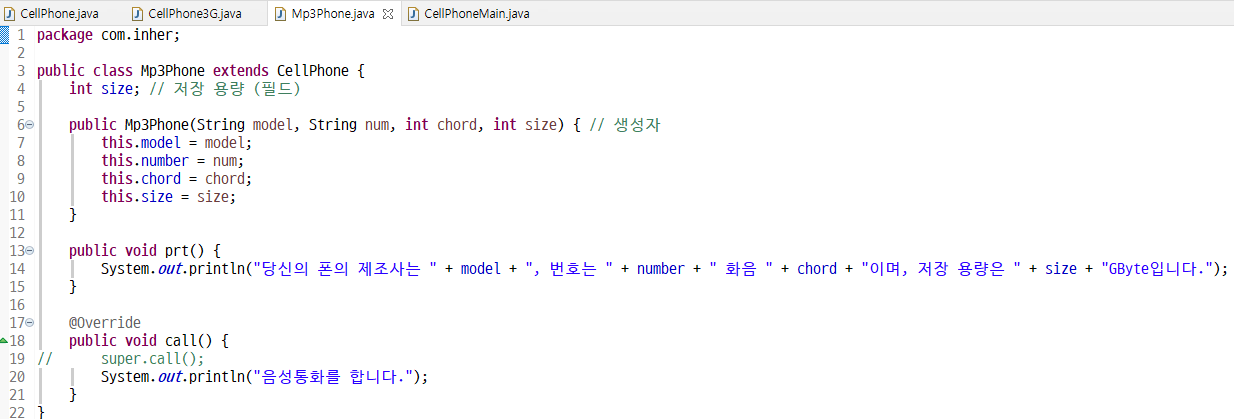 CellPhone.java CellPhone3G.java Mp3Phone.java CellPhoneMain.java
1 package com.inher;
2
3 public class Mp3Phone extends CellPhone {
4 int size; // 저장 용량 (필드)
5
6 public Mp3Phone(String model, String num, int chord, int size) { // 생성자
7 this.model = model;
8 this.number = num;
9 this.chord = chord;
10 this.size = size;
11 }
12
13 public void prt() {
14 System.out.println("당신의 폰의 제조사는 " + model + ", 번호는 " + number + " 화음 " + chord + "이며, 저장 용량은 " + size + "GByte입니다.");
15 }
16
17 @Override
18 public void call() {
19 // super.call();
20 System.out.println("음성통화를 합니다.");
21 }
22 }